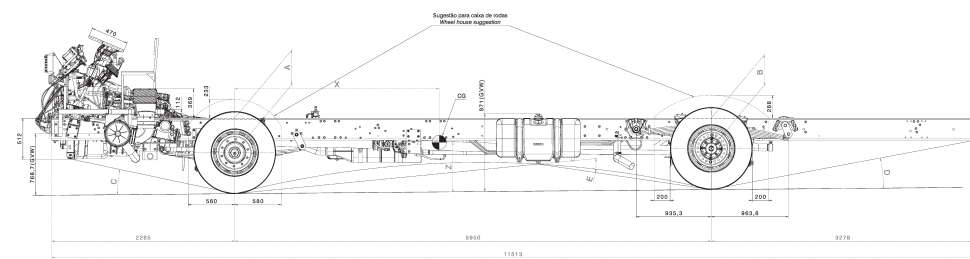 Sugestão para caixa de rodas
Wheel house suggestion
470
A
B
X
CG
233
369
112
971(GVW)
288
512
768.7(GVW)
C
Z
E
D
580
580
200
200
935,3
963,6
2285
5950
3278
11513